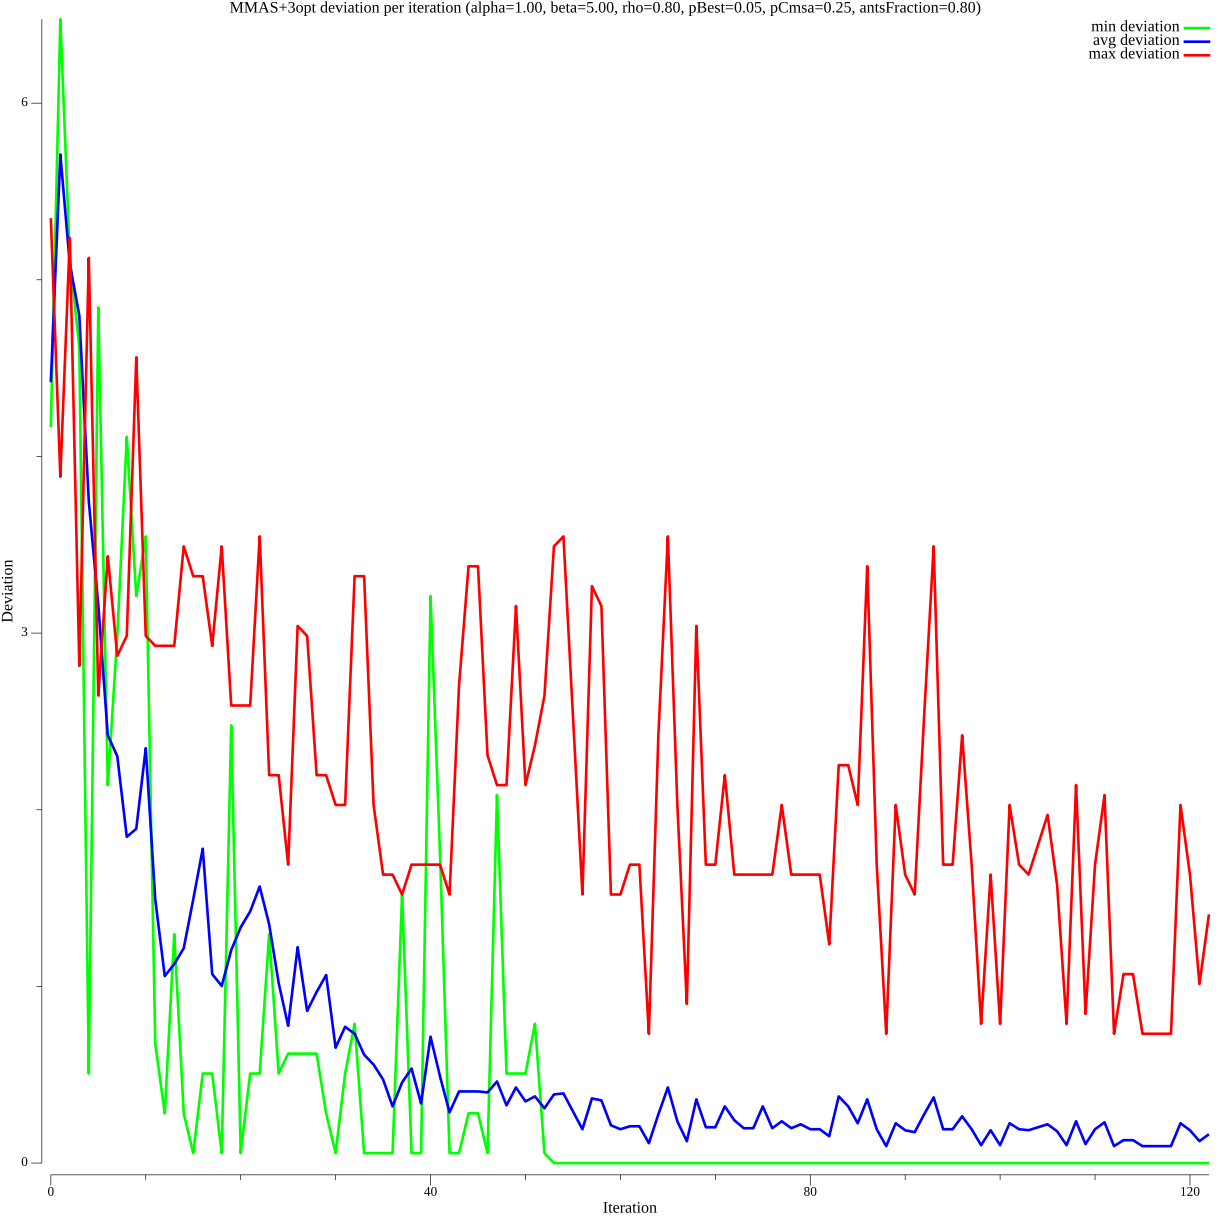 MMAS+3opt deviation per iteration (alpha=1.00, beta=5.00, rho=0.80, pBest=0.05, pCmsa=0.25, antsFraction=0.80)
min deviation
avg deviation
max deviation
6
3
0
Deviation
0
40
80
120
Iteration